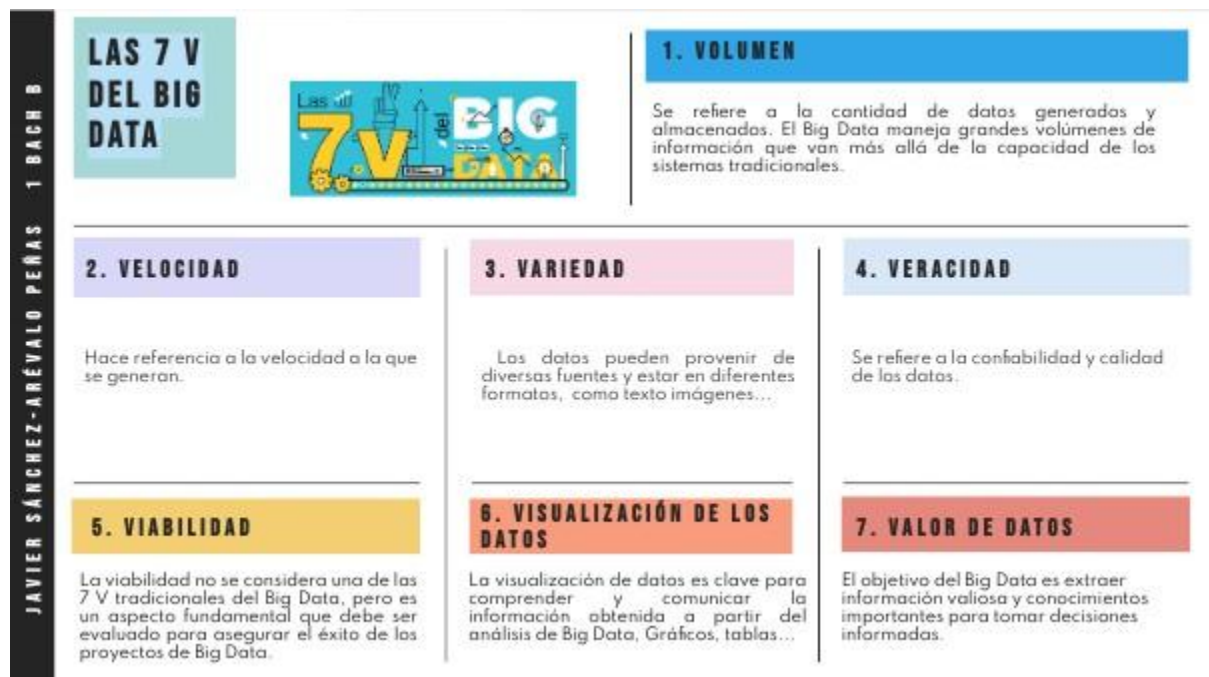 JAVIER SÁNCHEZ-ARÉVALO PEÑAS 1 BACH B
LAS 7 V
DEL BIG
DATA
Las
7V
del
BIG
DATA
1. VOLUMEN
Se refiere a la cantidad de datos generados y
almacenados. El Big Data maneja grandes volúmenes de
información que van más allá de la capacidad de los
sistemas tradicionales.
2. VELOCIDAD
Hace referencia a la velocidad a la que
se generan.
3. VARIEDAD
Los datos pueden provenir de
diversas fuentes y estar en diferentes
formatos, como texto imágenes...
4. VERACIDAD
Se refiere a la confiabilidad y calidad
de los datos.
5. VIABILIDAD
La viabilidad no se considera una de las
7 V tradicionales del Big Data, pero es
un aspecto fundamental que debe ser
evaluado para asegurar el éxito de los
proyectos de Big Data.
6. VISUALIZACIÓN DE LOS
DATOS
La visualización de datos es clave para
comprender y comunicar la
información obtenida a partir del
análisis de Big Data, Gráficos, tablas...
7. VALOR DE DATOS
El objetivo del Big Data es extraer
información valiosa y conocimientos
importantes para tomar decisiones
informadas.